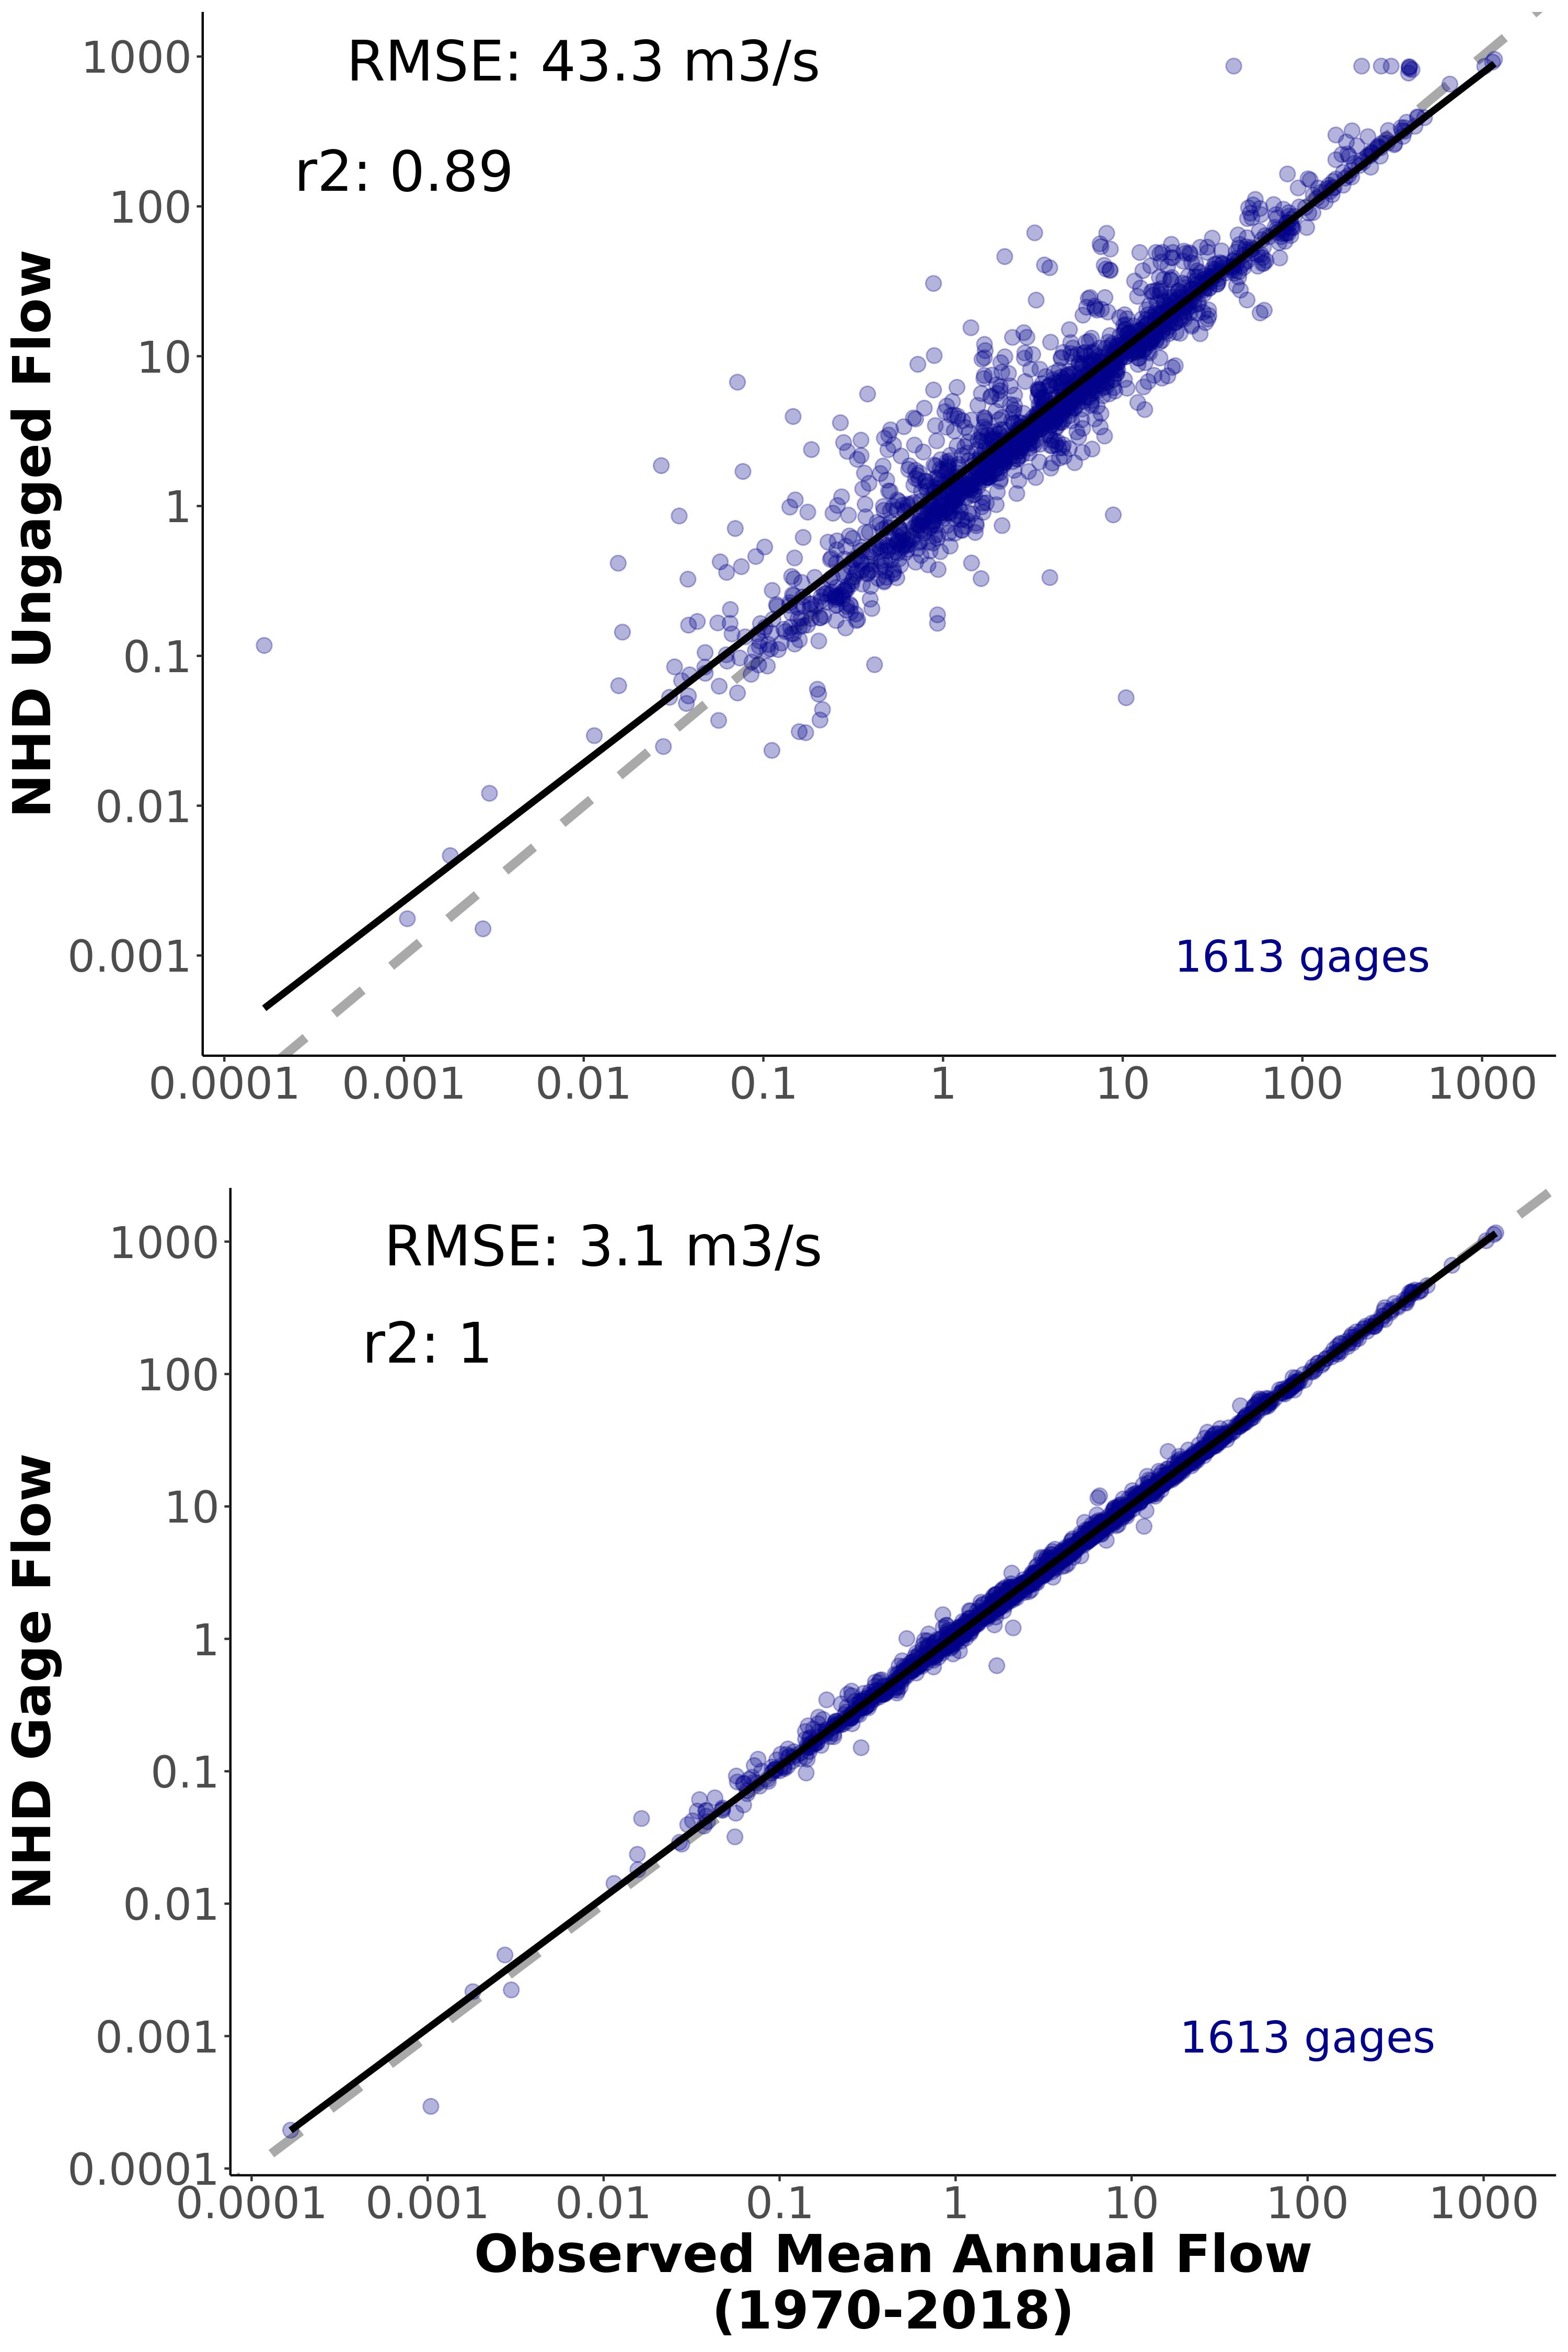 NHD Ungaged Flow
RMSE: 43.3 m3/s
r2: 0.89
1000
100
10
1
0.1
0.01
0.001
1613 gages
0.0001 0.001 0.01 0.1 1 10 100 1000
NHD Gage Flow
RMSE: 3.1 m3/s
r2: 1
1000
100
10
1
0.1
0.01
0.001
0.0001
1613 gages
0.0001 0.001 0.01 0.1 1 10 100 1000
Observed Mean Annual Flow
(1970-2018)